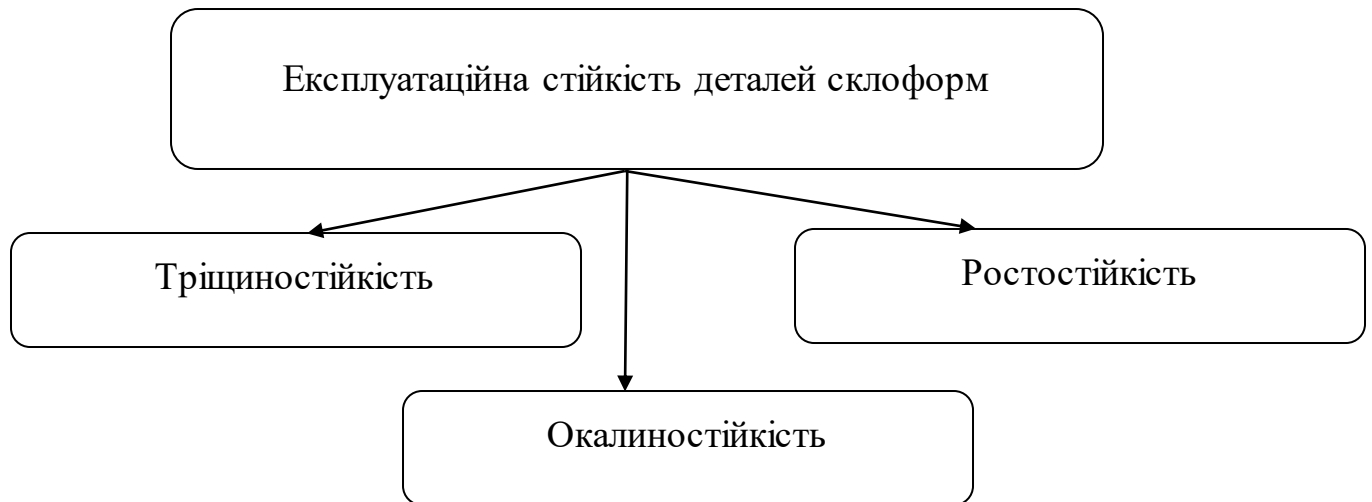 Експлуатаційна стійкість деталей склоформ
Тріщиностійкість
Ростостійкість
Окалиностійкість